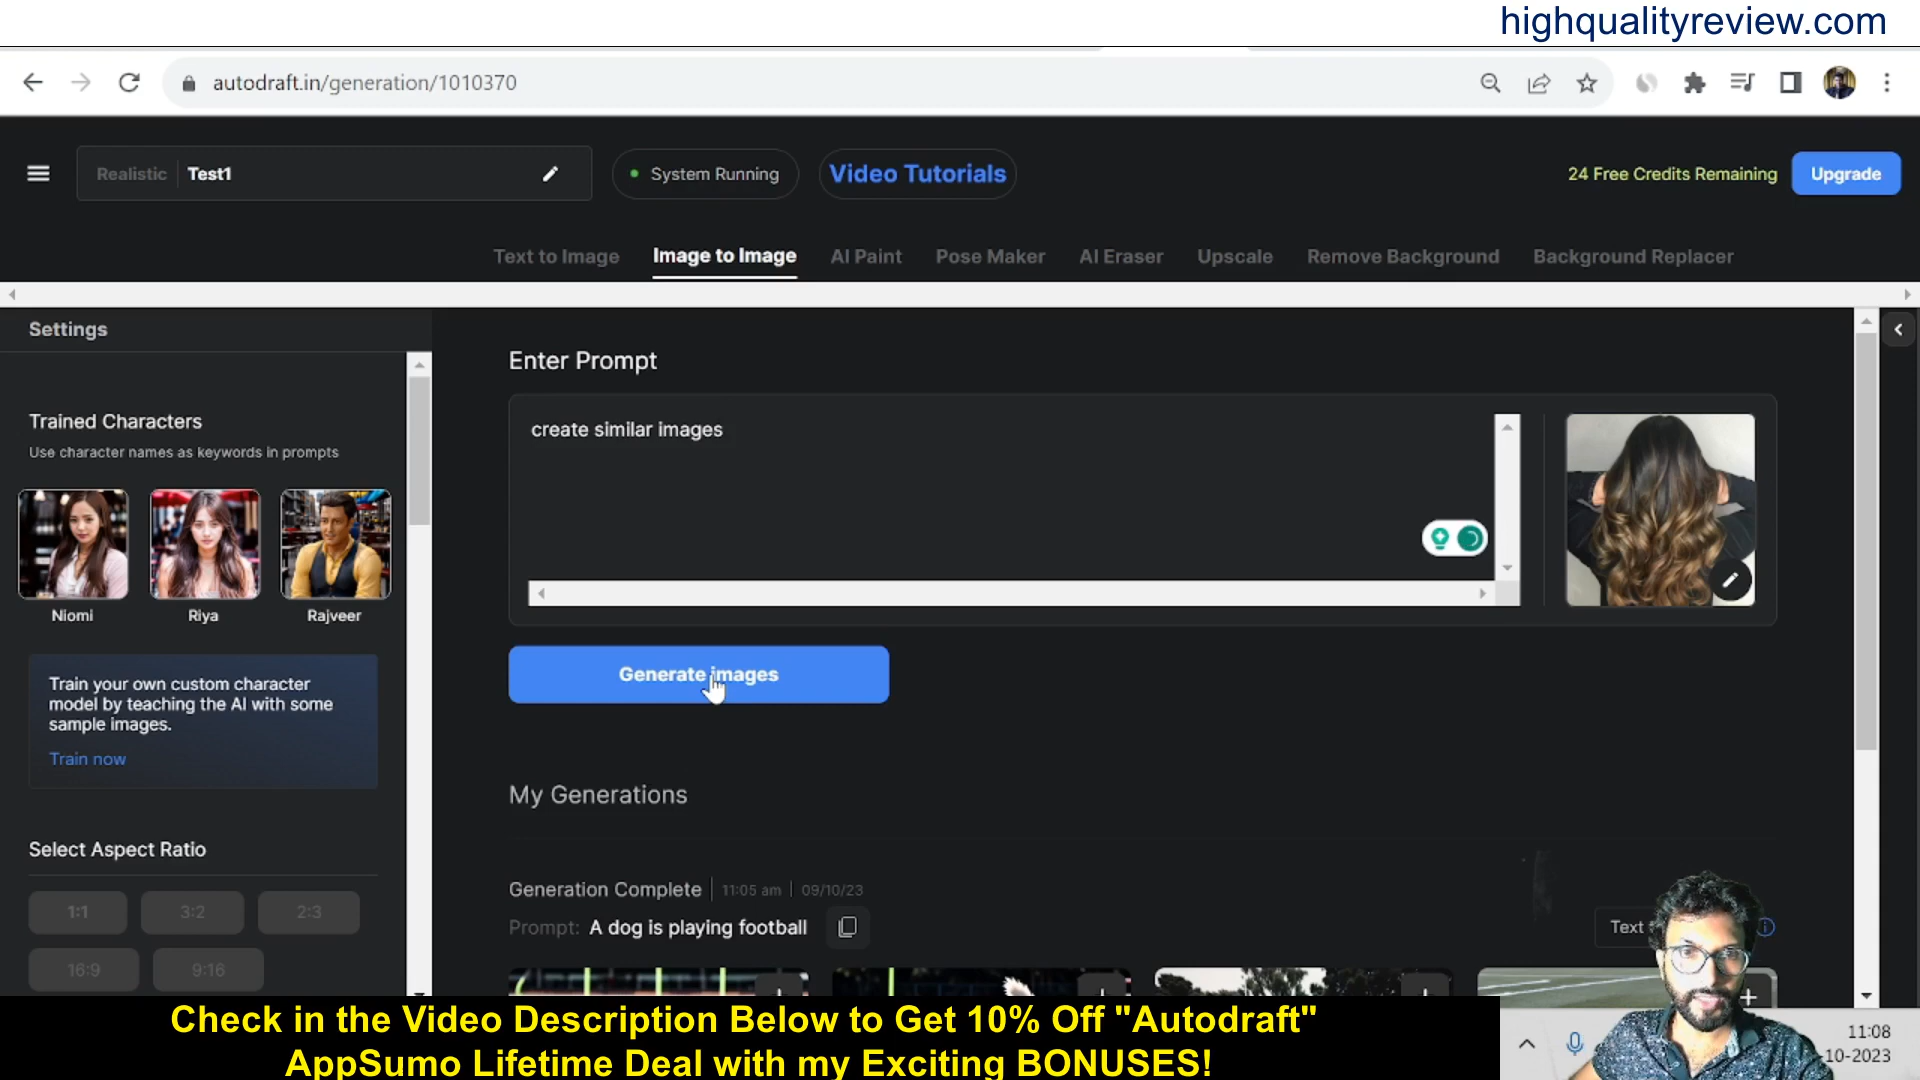 highqualityreview.com
autodraft.in/generation/1010370
Realistic Test1
System Running
Video Tutorials
24 Free Credits Remaining
Upgrade
Text to Image Image to Image AI Paint Pose Maker AI Eraser Upscale Remove Background Background Replacer
Settings
Enter Prompt
create similar images
Trained Characters
Use character names as keywords in prompts
Niomi Riya Rajveer
Train your own custom character
model by teaching the AI with some
sample images.
Train now
Generate images
My Generations
Select Aspect Ratio
1:1 3:2 2:3
16:9 9:16
Generation Complete 11:05 am 09/10/23
Prompt: A dog is playing football
Text
Check in the Video Description Below to Get 10% Off "Autodraft"
AppSumo Lifetime Deal with my Exciting BONUSES!
11:08
-10-2023